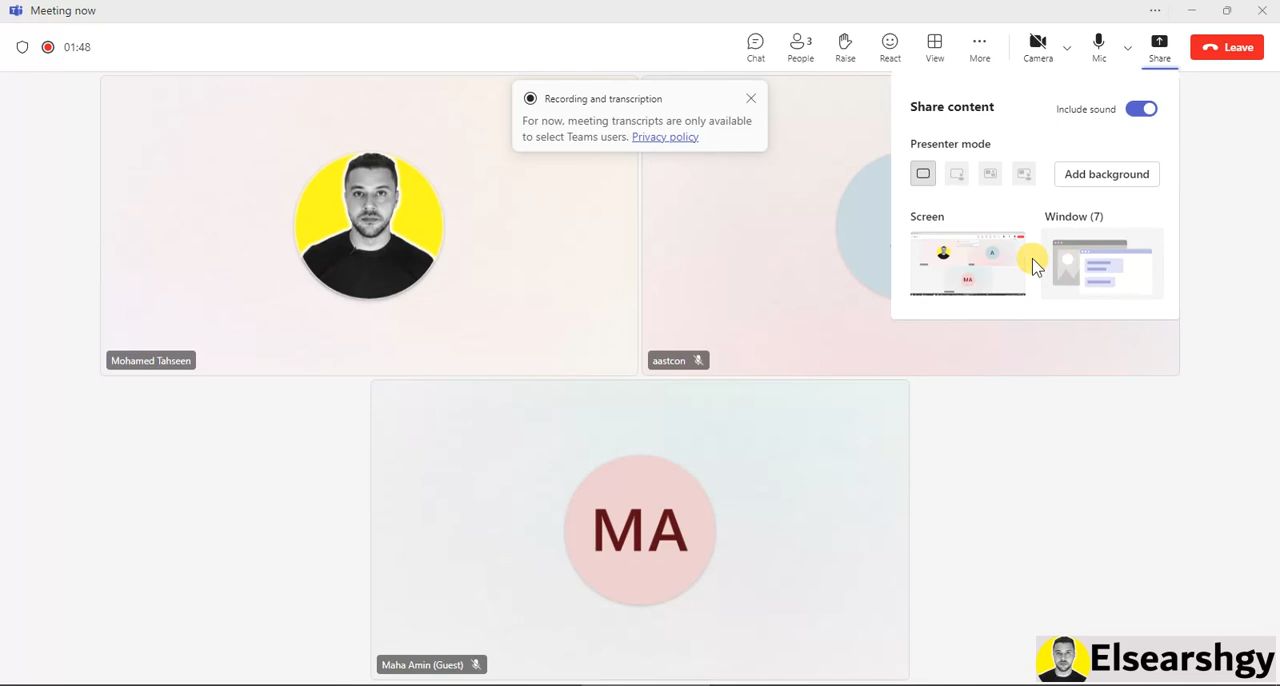 Meeting now
01:48
Chat
3
People
Raise
React
View
More
Camera
Mic
Share
Leave
Recording and transcription
For now, meeting transcripts are only available
to select Teams users. Privacy policy
Share content
Include sound
Presenter mode
Add background
Screen
Window (7)
Mohamed Tahseen
aastcon
MA
Maha Amin (Guest)
Elsearshgy